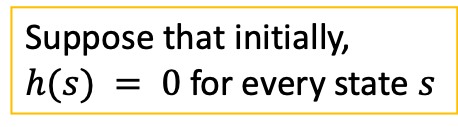 Suppose that initially,
h(s) = 0 for every state s